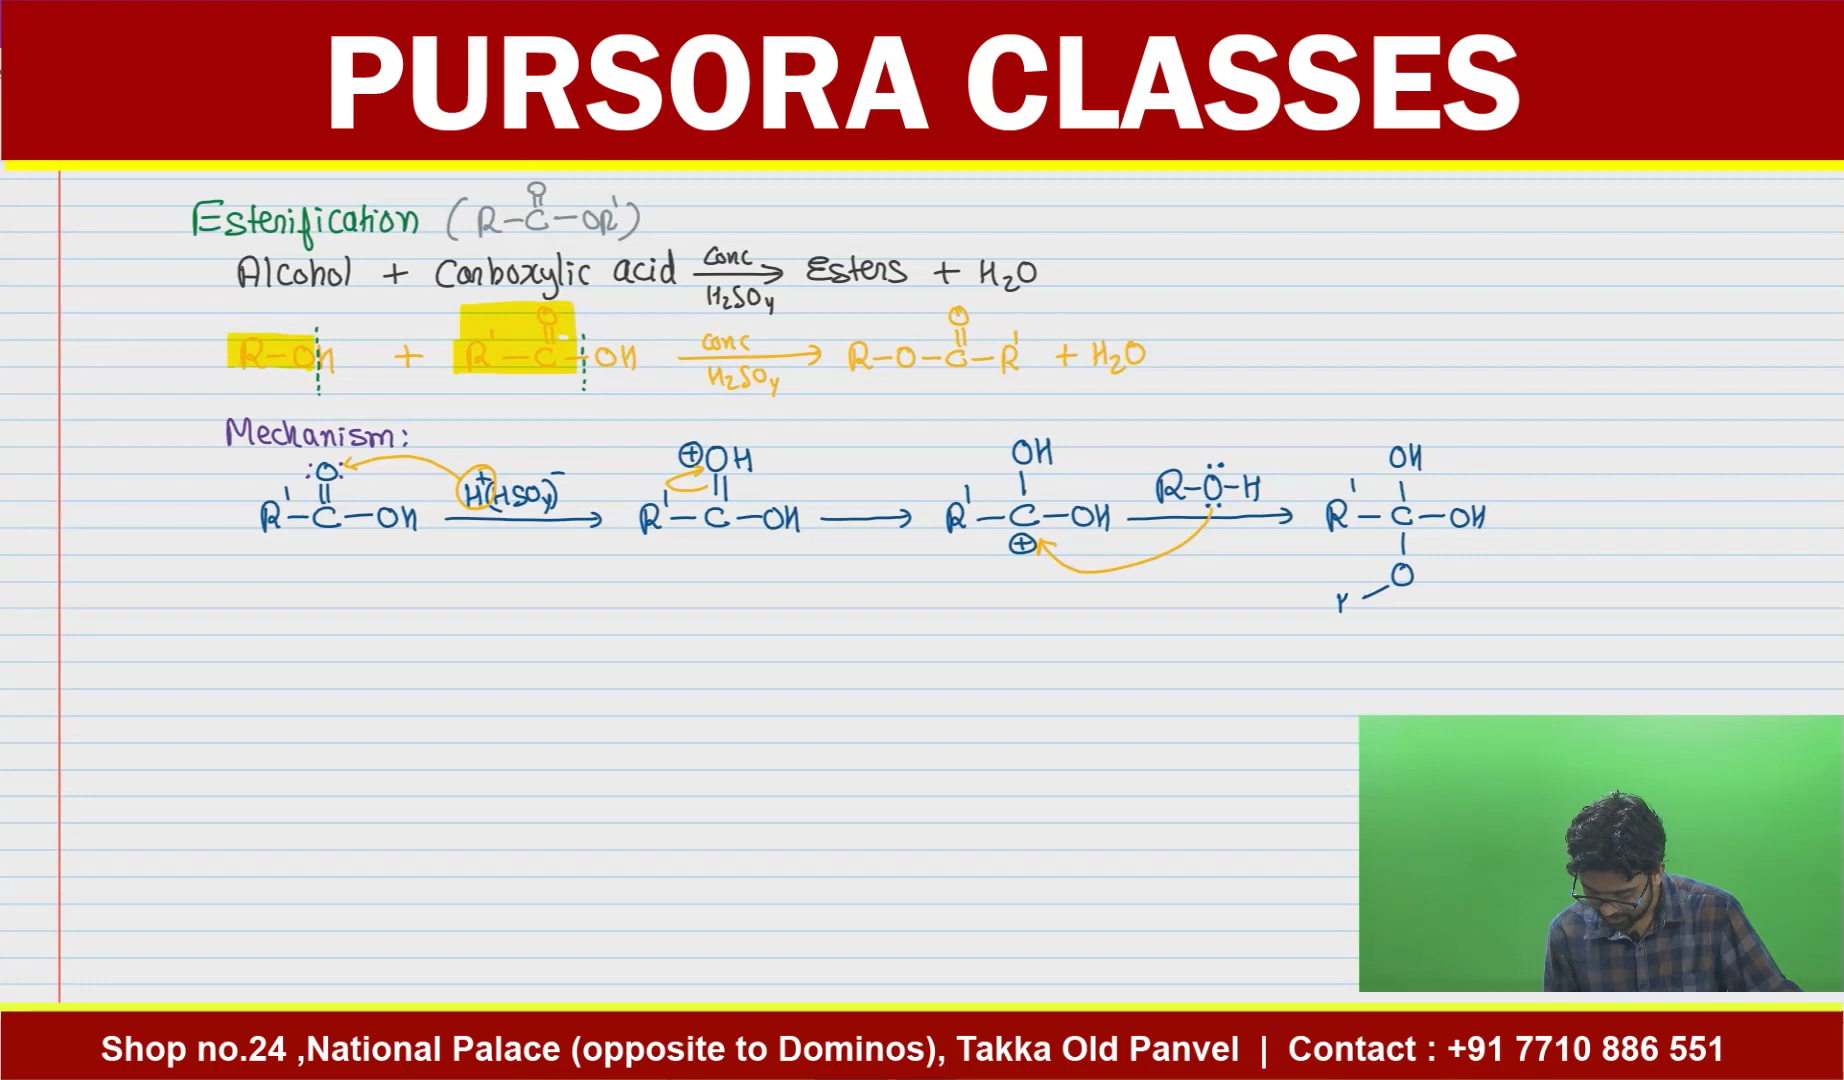 PURSORA CLASSES
Esterification (R-C-OR')
O
Alcohol + Carboxylic acid conc H2SO4 → Esters + H2O
O O
R-OH + R'-C-OH conc H2SO4 → R-O-C-R' + H2O
Mechanism:
:O: H+(HSO4)- ⊕OH OH R-Ö-H OH
R'-C-OH → R'-C-OH → R'-C-OH → R'-C-OH
⊕ O
r
Shop no.24 ,National Palace (opposite to Dominos), Takka Old Panvel | Contact : +91 7710 886 551